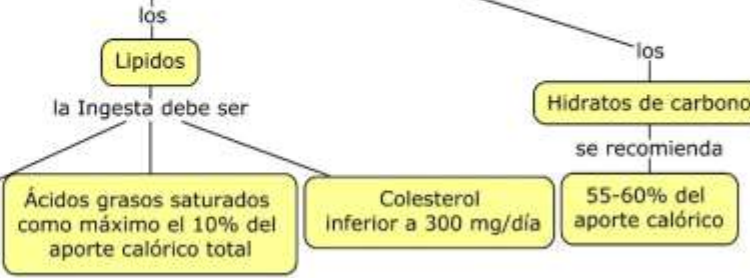 los
Lipidos
la Ingesta debe ser
Ácidos grasos saturados
como máximo el 10% del
aporte calórico total
Colesterol
inferior a 300 mg/día
los
Hidratos de carbono
se recomienda
55-60% del
aporte calórico